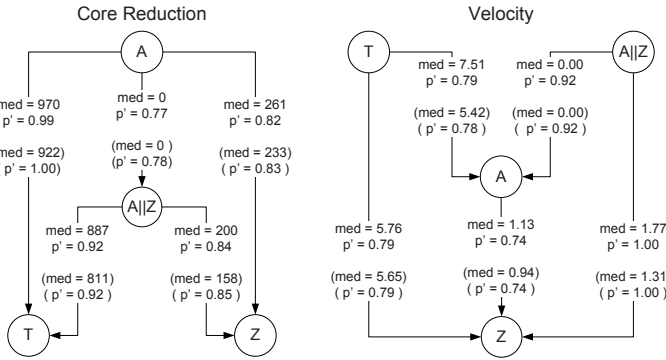 Core Reduction
A
med = 970
p' = 0.99
(med = 922)
( p' = 1.00)
med = 0
p' = 0.77
(med = 0 )
(p' = 0.78)
med = 261
p' = 0.82
(med = 233)
( p' = 0.83 )
A||Z
med = 887
p' = 0.92
(med = 811)
( p' = 0.92 )
med = 200
p' = 0.84
(med = 158)
( p' = 0.85 )
T
Z
Velocity
T
A||Z
med = 7.51
p' = 0.79
(med = 5.42)
( p' = 0.78 )
med = 0.00
p' = 0.92
(med = 0.00)
( p' = 0.92 )
A
med = 5.76
p' = 0.79
(med = 5.65)
( p' = 0.79 )
med = 1.13
p' = 0.74
(med = 0.94)
( p' = 0.74 )
med = 1.77
p' = 1.00
(med = 1.31
( p' = 1.00 )
Z